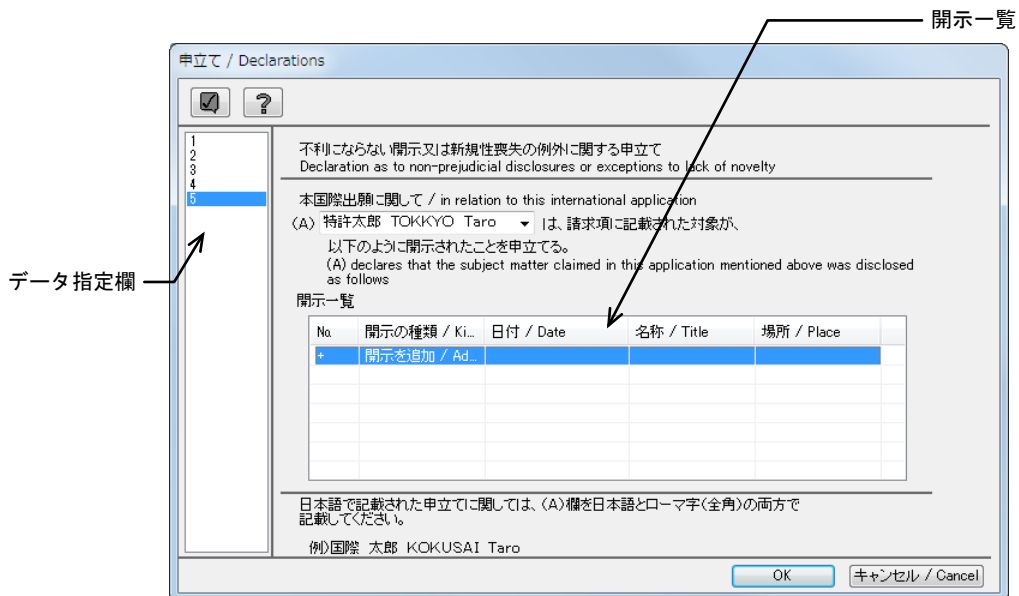 開示一覧
申立て / Declarations
1
2
3
4
5
不利にならない開示又は新規性喪失の例外に関する申立て
Declaration as to non-prejudicial disclosures or exceptions to lack of novelty
本国際出願に関して / in relation to this international application
(A) 特許太郎 TOKKYO Taro は、請求項に記載された対象が、
以下のように開示されたことを申立てる。
(A) declares that the subject matter claimed in this application mentioned above was disclosed
as follows
データ指定欄
開示一覧
No. 開示の種類 / Ki... 日付 / Date 名称 / Title 場所 / Place
+ 開示を追加 / Ad...
日本語で記載された申立てに関しては、(A)欄を日本語とローマ字(全角)の両方で
記載してください。
例)国際 太郎 KOKUSAI Taro
OK キャンセル / Cancel